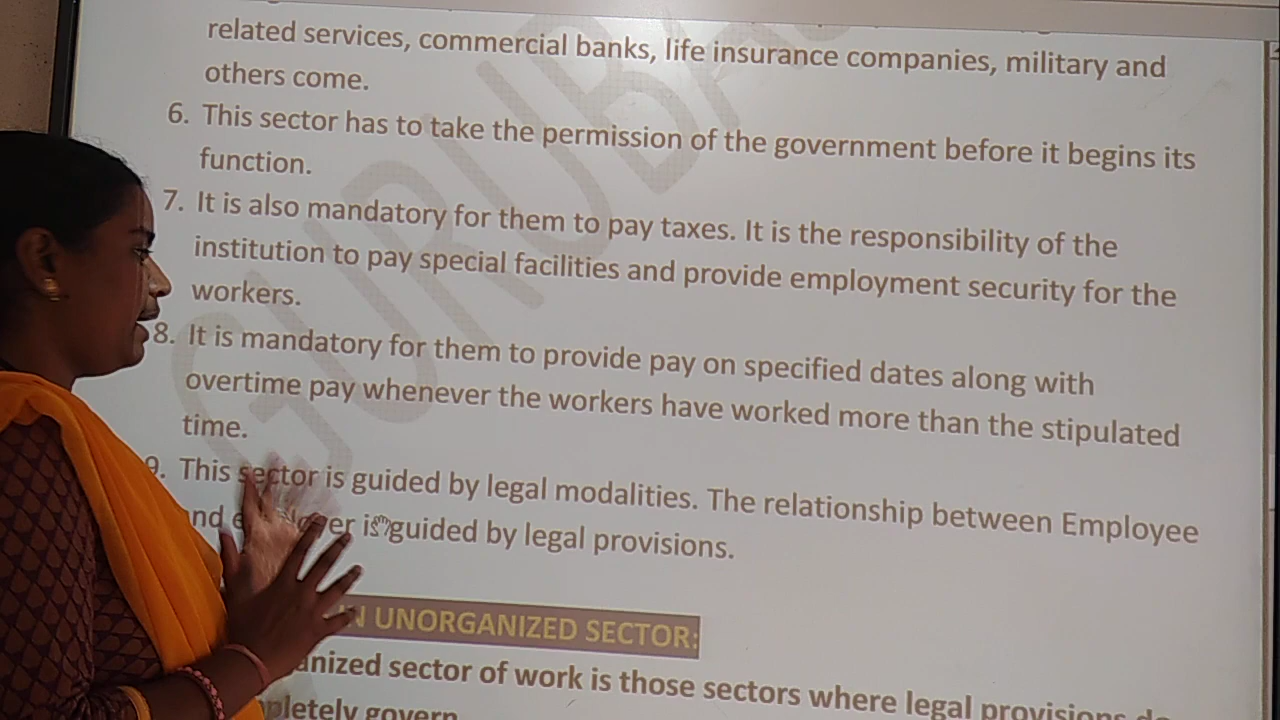 related services, commercial banks, life insurance companies, military and
others come.
6. This sector has to take the permission of the government before it begins its
function.
7. It is also mandatory for them to pay taxes. It is the responsibility of the
institution to pay special facilities and provide employment security for the
workers.
8. It is mandatory for them to provide pay on specified dates along with
overtime pay whenever the workers have worked more than the stipulated
time.
9. This sector is guided by legal modalities. The relationship between Employee
is guided by legal provisions.
IN UNORGANIZED SECTOR:
sector of work is those sectors where legal provisions
govern